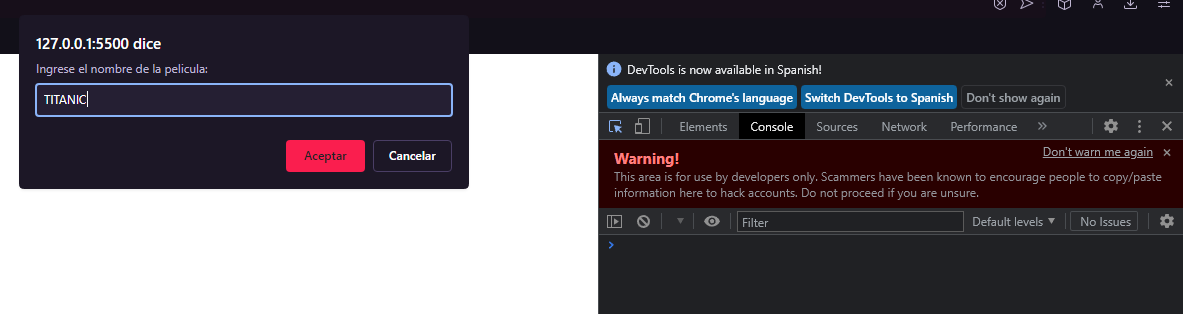 127.0.0.1:5500 dice
Ingrese el nombre de la pelicula:
TITANIC
Aceptar Cancelar
DevTools is now available in Spanish!
Always match Chrome's language Switch DevTools to Spanish Don't show again
Elements Console Sources Network Performance »
Warning! Don't warn me again
This area is for use by developers only. Scammers have been known to encourage people to copy/paste
information here to hack accounts. Do not proceed if you are unsure.
Filter Default levels No Issues